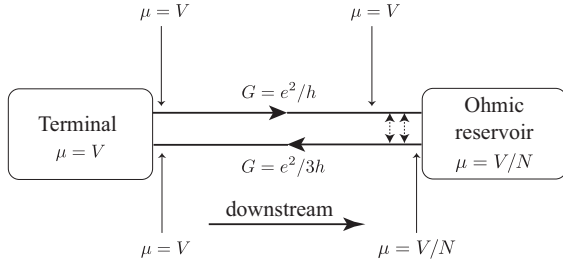 μ = V
μ = V
G = e²/h
Terminal
μ = V
Ohmic
reservoir
μ = V/N
G = e²/3h
downstream
μ = V
μ = V/N